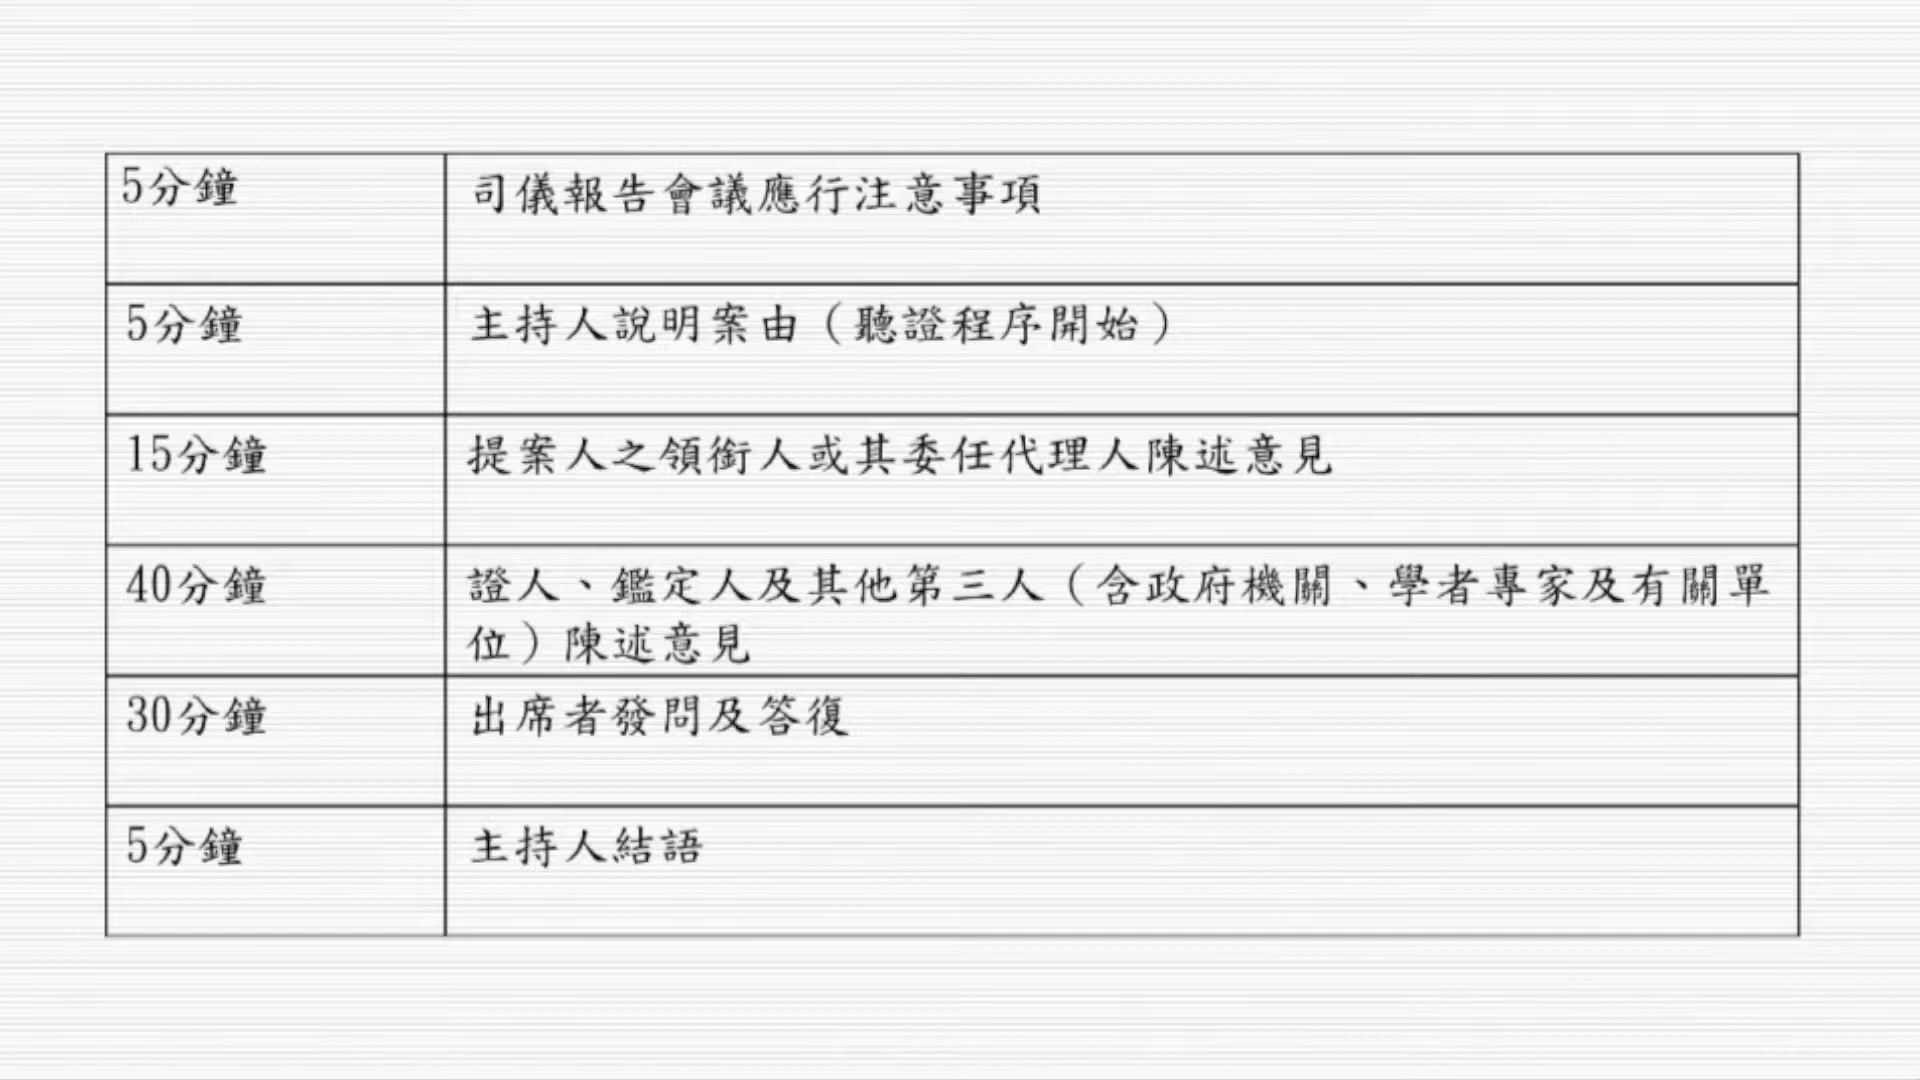 5分鐘 司儀報告會議應行注意事項
5分鐘 主持人說明案由（聽證程序開始）
15分鐘 提案人之領銜人或其委任代理人陳述意見
40分鐘 證人、鑑定人及其他第三人（含政府機關、學者專家及有關單
位）陳述意見
30分鐘 出席者發問及答復
5分鐘 主持人結語